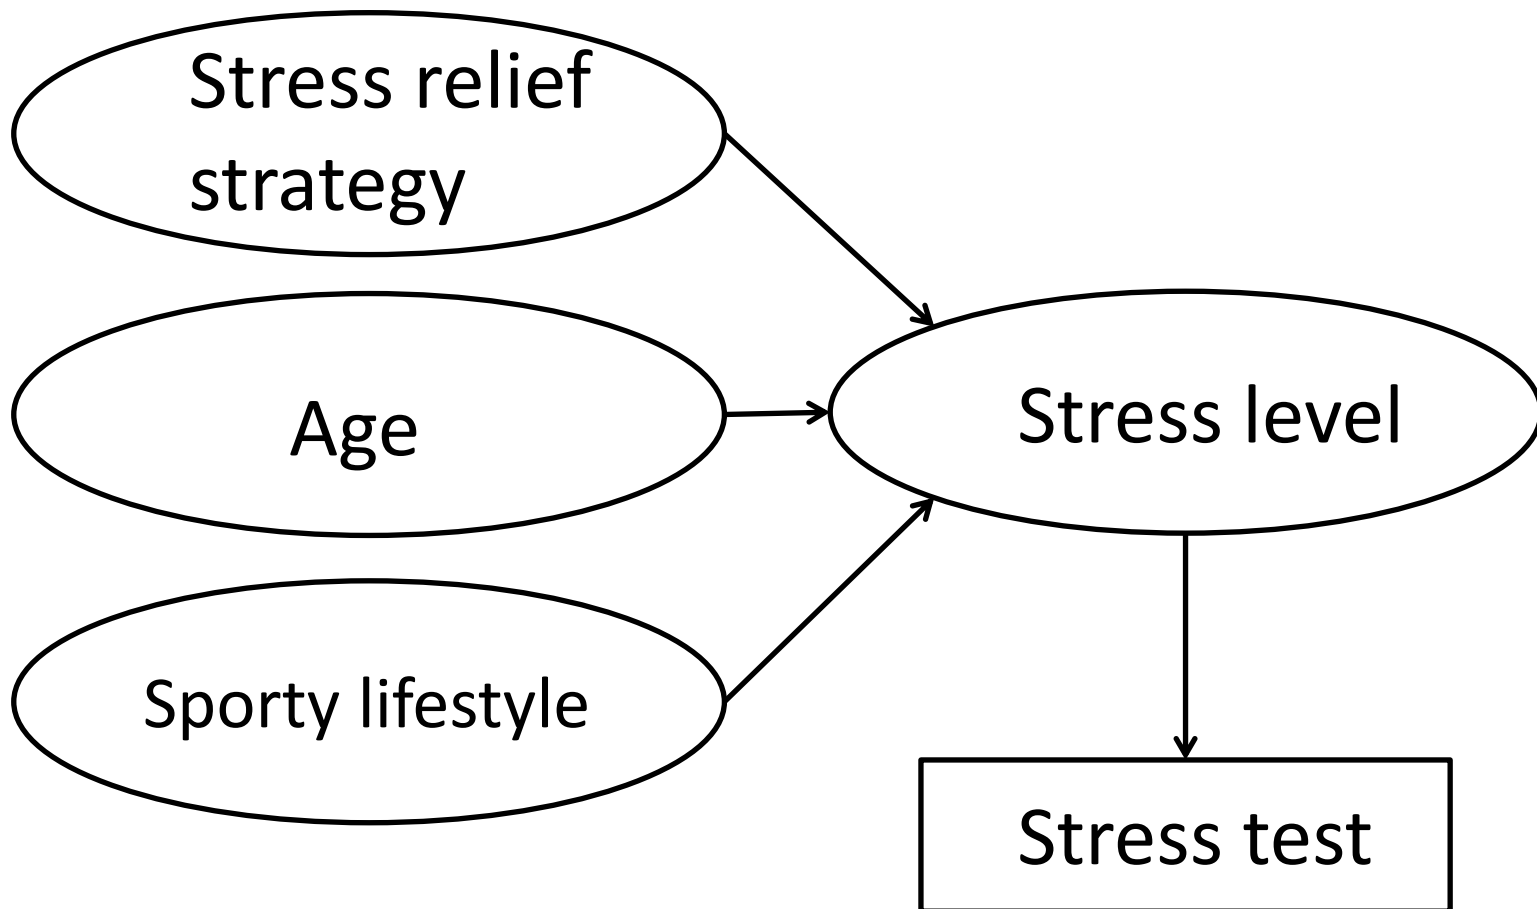 Stress relief
strategy
Age
Stress level
Sporty lifestyle
Stress test